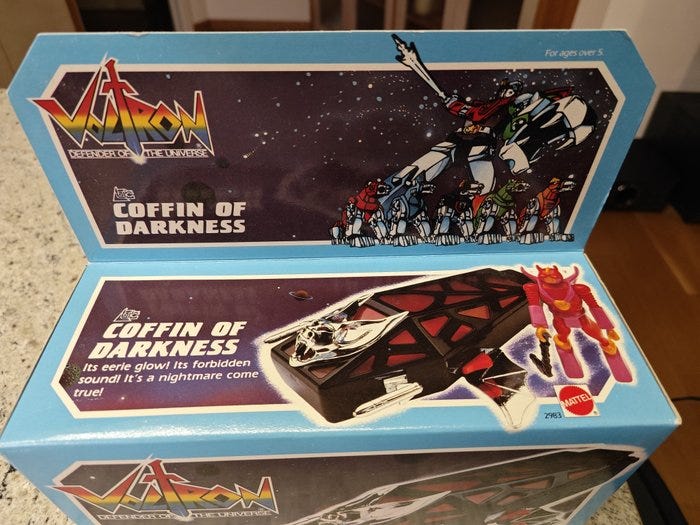 For ages over 5.
VOLTRON
DEFENDER OF THE UNIVERSE
COFFIN OF
DARKNESS
COFFIN OF
DARKNESS
Its eerie glow! Its forbidden
sound! It's a nightmare come
true!
MATTEL
2983
VOLTRON
DEFENDER OF THE UNIVERSE